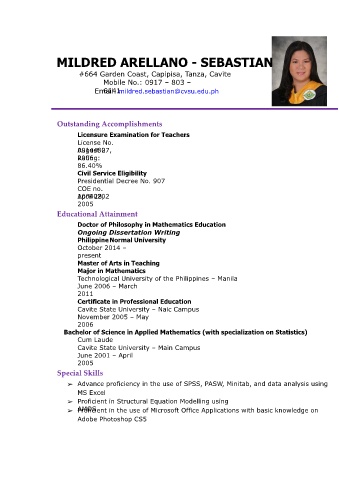 MILDRED ARELLANO - SEBASTIAN
#664 Garden Coast, Capipisa, Tanza, Cavite
Mobile No.: 0917 – 803 –
Email: mildred.sebastian@cvsu.edu.ph
Outstanding Accomplishments
Licensure Examination for Teachers
License No.
Rating:
86.40%
Civil Service Eligibility
Presidential Decree No. 907
COE no.
2005
Educational Attainment
Doctor of Philosophy in Mathematics Education
Ongoing Dissertation Writing
Philippine Normal University
October 2014 –
present
Master of Arts in Teaching
Major in Mathematics
Technological University of the Philippines – Manila
June 2006 – March
2011
Certificate in Professional Education
Cavite State University – Naic Campus
November 2005 – May
2006
Bachelor of Science in Applied Mathematics (with specialization on Statistics)
Cum Laude
Cavite State University – Main Campus
June 2001 – April
2005
Special Skills
➢ Advance proficiency in the use of SPSS, PASW, Minitab, and data analysis using
MS Excel
➢ Proficient in Structural Equation Modelling using
➢ Proficient in the use of Microsoft Office Applications with basic knowledge on
Adobe Photoshop CS5